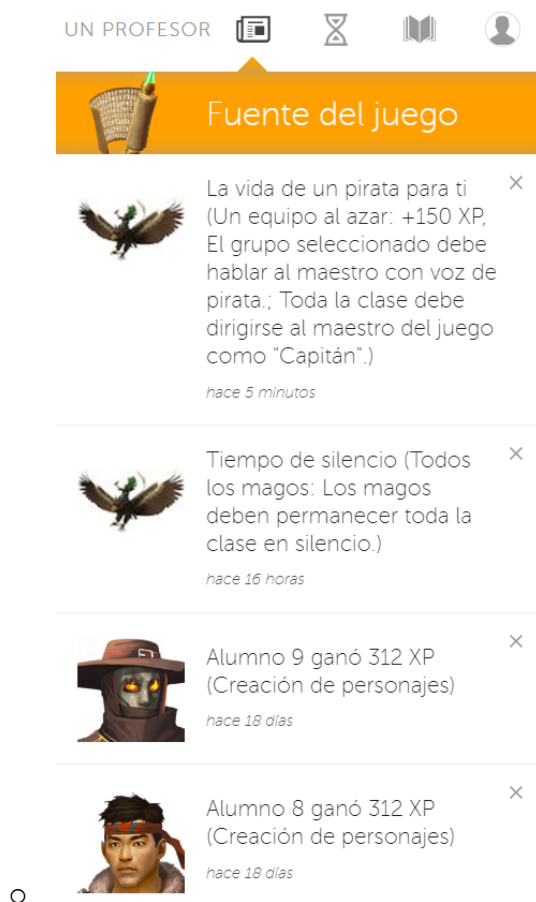 UN PROFESOR
Fuente del juego
La vida de un pirata para ti
(Un equipo al azar: +150 XP,
El grupo seleccionado debe
hablar al maestro con voz de
pirata.; Toda la clase debe
dirigirse al maestro del juego
como "Capitán".)
hace 5 minutos
Tiempo de silencio (Todos
los magos: Los magos
deben permanecer toda la
clase en silencio.)
hace 16 horas
Alumno 9 ganó 312 XP
(Creación de personajes)
hace 18 días
Alumno 8 ganó 312 XP
(Creación de personajes)
hace 18 días
o